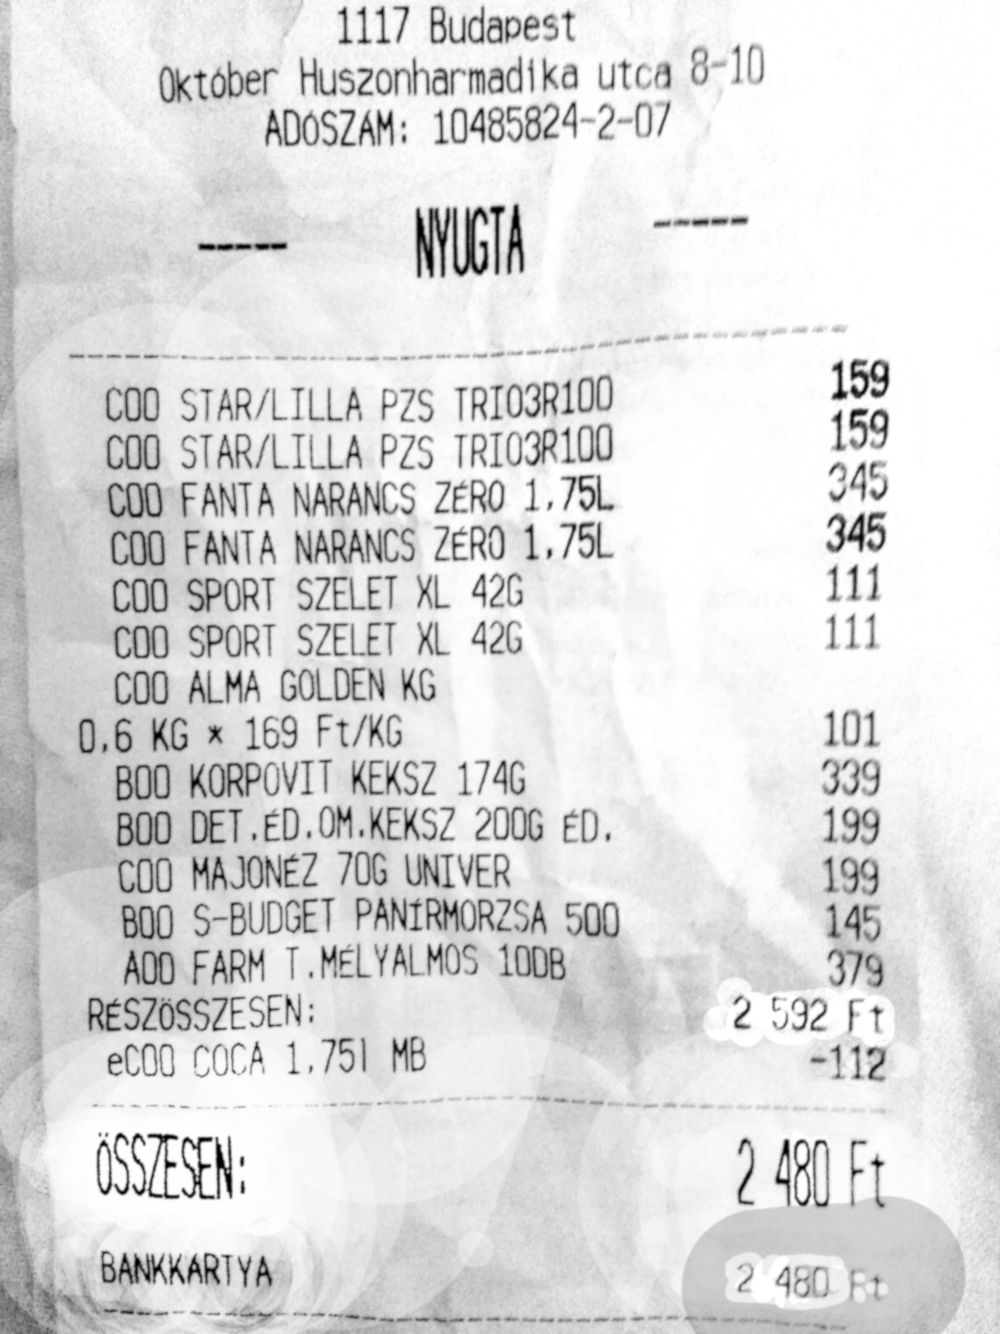 1117 Budapest
Október Huszonharmadika utca 8-10
ADÓSZÁM: 10485824-2-07
----- NYUGTA -----
C00 STAR/LILLA PZS TRIO3R100 159
C00 STAR/LILLA PZS TRIO3R100 159
C00 FANTA NARANCS ZÉRO 1,75L 345
C00 FANTA NARANCS ZÉRO 1,75L 345
C00 SPORT SZELET XL 42G 111
C00 SPORT SZELET XL 42G 111
C00 ALMA GOLDEN KG
0,6 KG * 169 Ft/KG 101
B00 KORPOVIT KEKSZ 174G 339
B00 DET.ÉD.OM.KEKSZ 200G ÉD. 199
C00 MAJONÉZ 70G UNIVER 199
B00 S-BUDGET PANÍRMORZSA 500 145
A00 FARM T.MÉLYALMOS 10DB 379
RÉSZÖSSZESEN: 2 592 Ft
eC00 COCA 1,75l MB -112
ÖSSZESEN: 2 480 Ft
BANKKÁRTYA 2 480 Ft